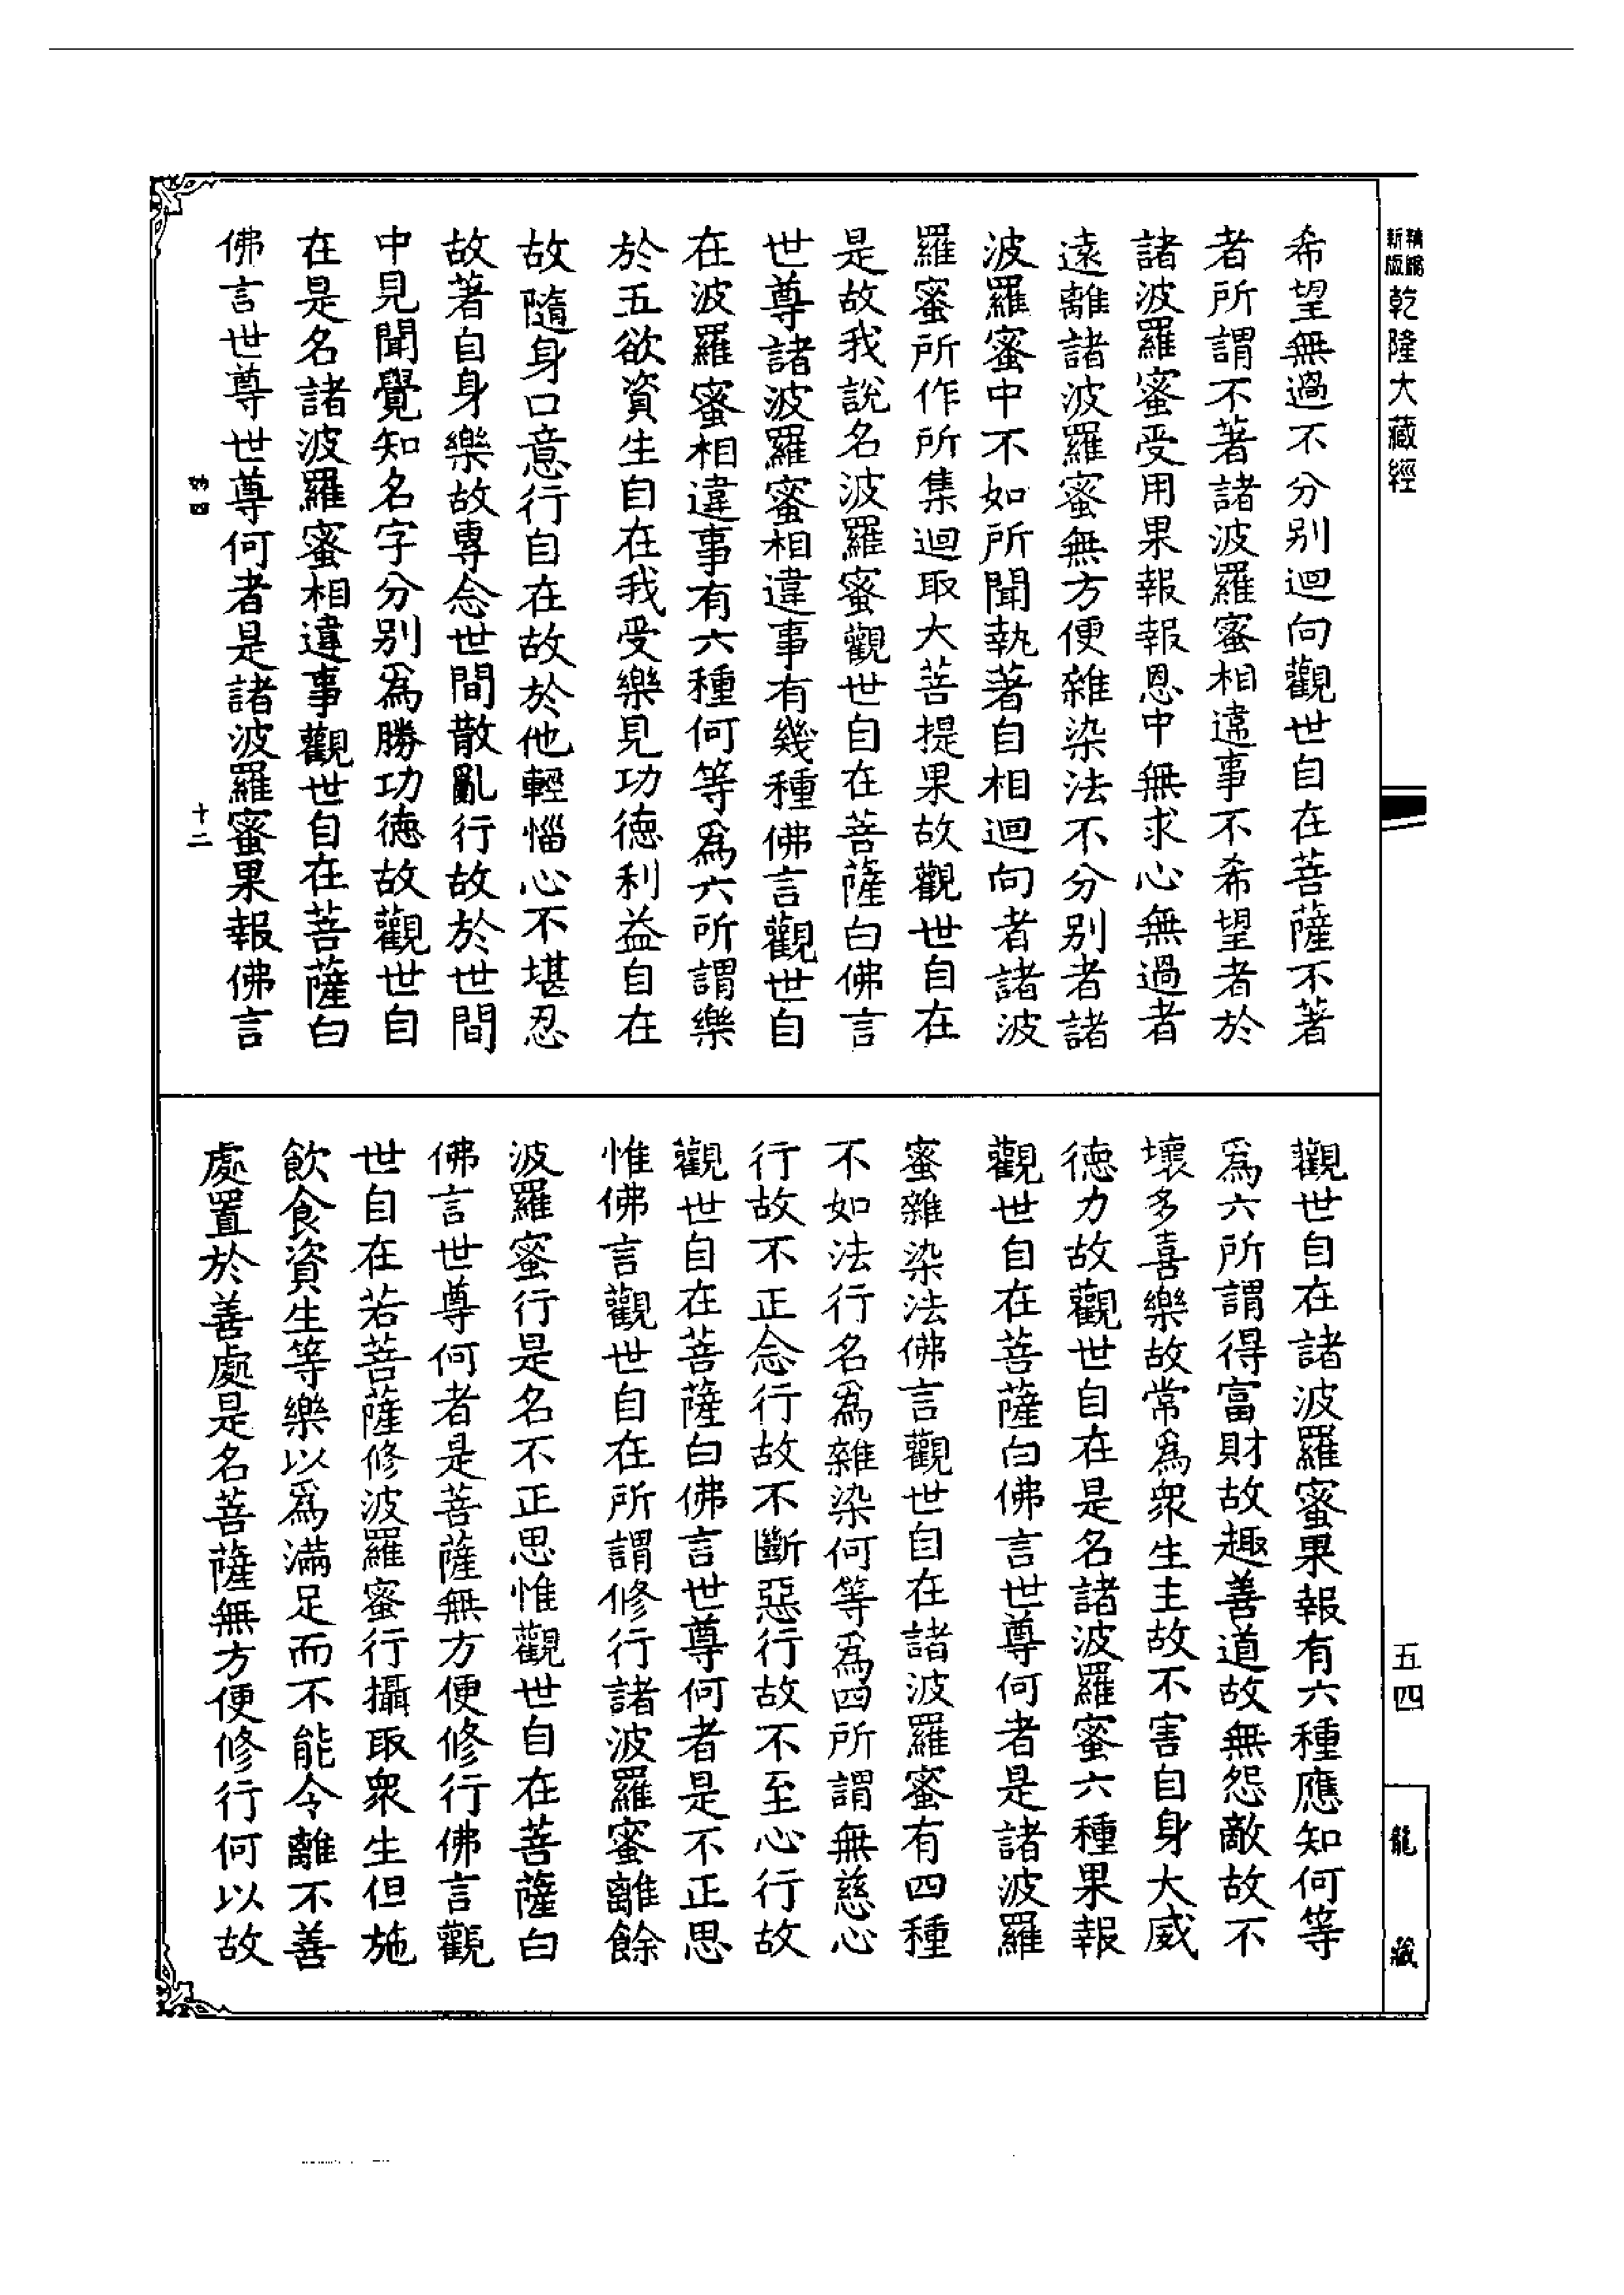 精編
新版
乾隆大藏經
希望無過不分别迴向觀世自在菩薩不著
者所謂不著諸波羅蜜相違事不希望者於
諸波羅蜜受用果報報恩中無求心無過者
遠離諸波羅蜜無方便雜染法不分别者諸
波羅蜜中不如所聞執著自相迴向者諸波
羅蜜所作所集迴取大菩提果故觀世自在
是故我説名波羅蜜觀世自在菩薩白佛言
世尊諸波羅蜜相違事有幾種佛言觀世自
在波羅蜜相違事有六種何等爲六所謂樂
於五欲資生自在我受樂見功德利益自在
故隨身口意行自在故於他輕惱心不堪忍
故著自身樂故專念世間散亂行故於世間
中見聞覺知名字分别爲勝功德故觀世自
在是名諸波羅蜜相違事觀世自在菩薩白
佛言世尊世尊何者是諸波羅蜜果報佛言
四
十二
觀世自在諸波羅蜜果報有六種應知何等
爲六所謂得富財故趣善道故無怨敵故不
壞多喜樂故常爲衆生主故不害自身大威
德力故觀世自在是名諸波羅蜜六種果報
觀世自在菩薩白佛言世尊何者是諸波羅
蜜雜染法佛言觀世自在諸波羅蜜有四種
不如法行名爲雜染何等爲四所謂無慈心
行故不正念行故不斷惡行故不至心行故
觀世自在菩薩白佛言世尊何者是不正思
惟佛言觀世自在所謂修行諸波羅蜜離餘
波羅蜜行是名不正思惟觀世自在菩薩白
佛言世尊何者是菩薩無方便修行佛言觀
世自在若菩薩修波羅蜜行攝取衆生但施
飲食資生等樂以爲滿足而不能令離不善
處置於善處是名菩薩無方便修行何以故
五四
龍藏